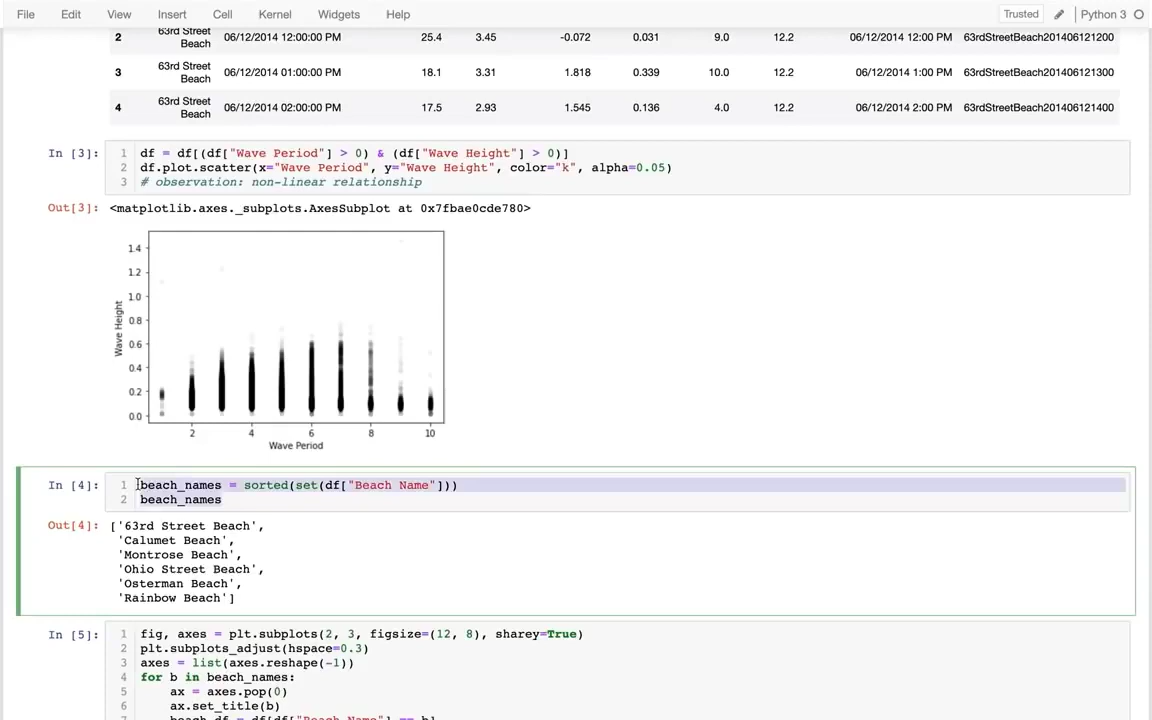 File Edit View Insert Cell Kernel Widgets Help Trusted Python 3
2 63rd Street Beach 06/12/2014 12:00:00 PM 25.4 3.45 -0.072 0.031 9.0 12.2 06/12/2014 12:00 PM 63rdStreetBeach201406121200
3 63rd Street Beach 06/12/2014 01:00:00 PM 18.1 3.31 1.818 0.339 10.0 12.2 06/12/2014 1:00 PM 63rdStreetBeach201406121300
4 63rd Street Beach 06/12/2014 02:00:00 PM 17.5 2.93 1.545 0.136 4.0 12.2 06/12/2014 2:00 PM 63rdStreetBeach201406121400
In [3]: 1 df = df[(df["Wave Period"] > 0) & (df["Wave Height"] > 0)]
2 df.plot.scatter(x="Wave Period", y="Wave Height", color="k", alpha=0.05)
3 # observation: non-linear relationship
Out[3]: <matplotlib.axes._subplots.AxesSubplot at 0x7fbae0cde780>
1.4
1.2
1.0
0.8
0.6
0.4
0.2
0.0
Wave Height
2 4 6 8 10
Wave Period
In [4]: 1 beach_names = sorted(set(df["Beach Name"]))
2 beach_names
Out[4]: ['63rd Street Beach',
'Calumet Beach',
'Montrose Beach',
'Ohio Street Beach',
'Osterman Beach',
'Rainbow Beach']
In [5]: 1 fig, axes = plt.subplots(2, 3, figsize=(12, 8), sharey=True)
2 plt.subplots_adjust(hspace=0.3)
3 axes = list(axes.reshape(-1))
4 for b in beach_names:
5 ax = axes.pop(0)
6 ax.set_title(b)
7 beach_df = df[df["Beach Name"] == b]